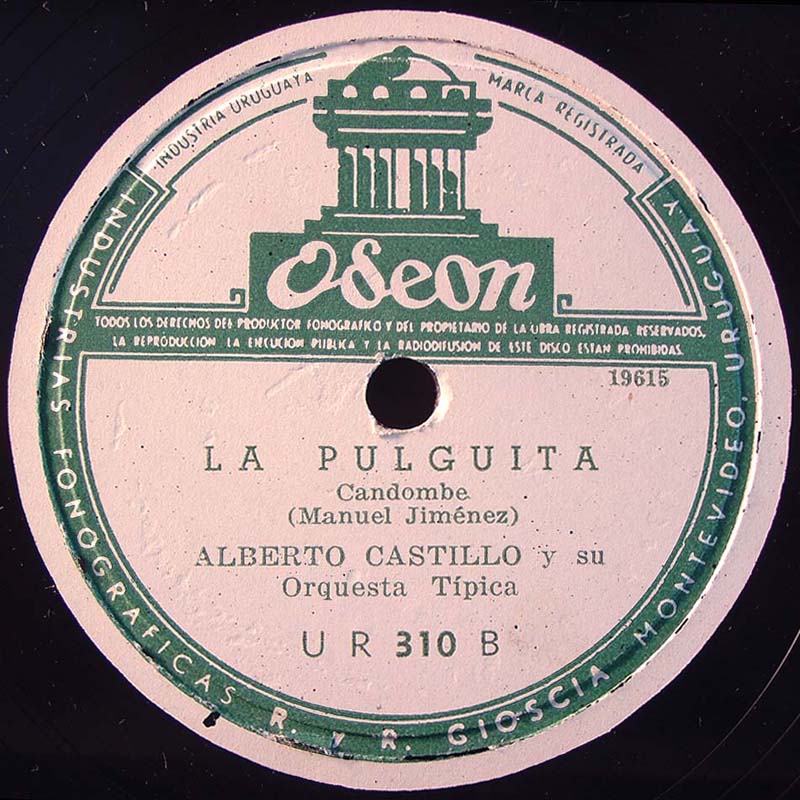 INDUSTRIA URUGUAYA
MARCA REGISTRADA
Odeon
TODOS LOS DERECHOS DEL PRODUCTOR FONOGRAFICO Y DEL PROPIETARIO DE LA OBRA REGISTRADA RESERVADOS.
LA REPRODUCCION LA EJECUCION PUBLICA Y LA RADIODIFUSION DE ESTE DISCO ESTAN PROHIBIDAS.
19615
LA PULGUITA
Candombe
(Manuel Jiménez)
ALBERTO CASTILLO y su
Orquesta Típica
UR 310 B
INDUSTRIAS FONOGRAFICAS R. Y R. GIOSCIA MONTEVIDEO, URUGUAY